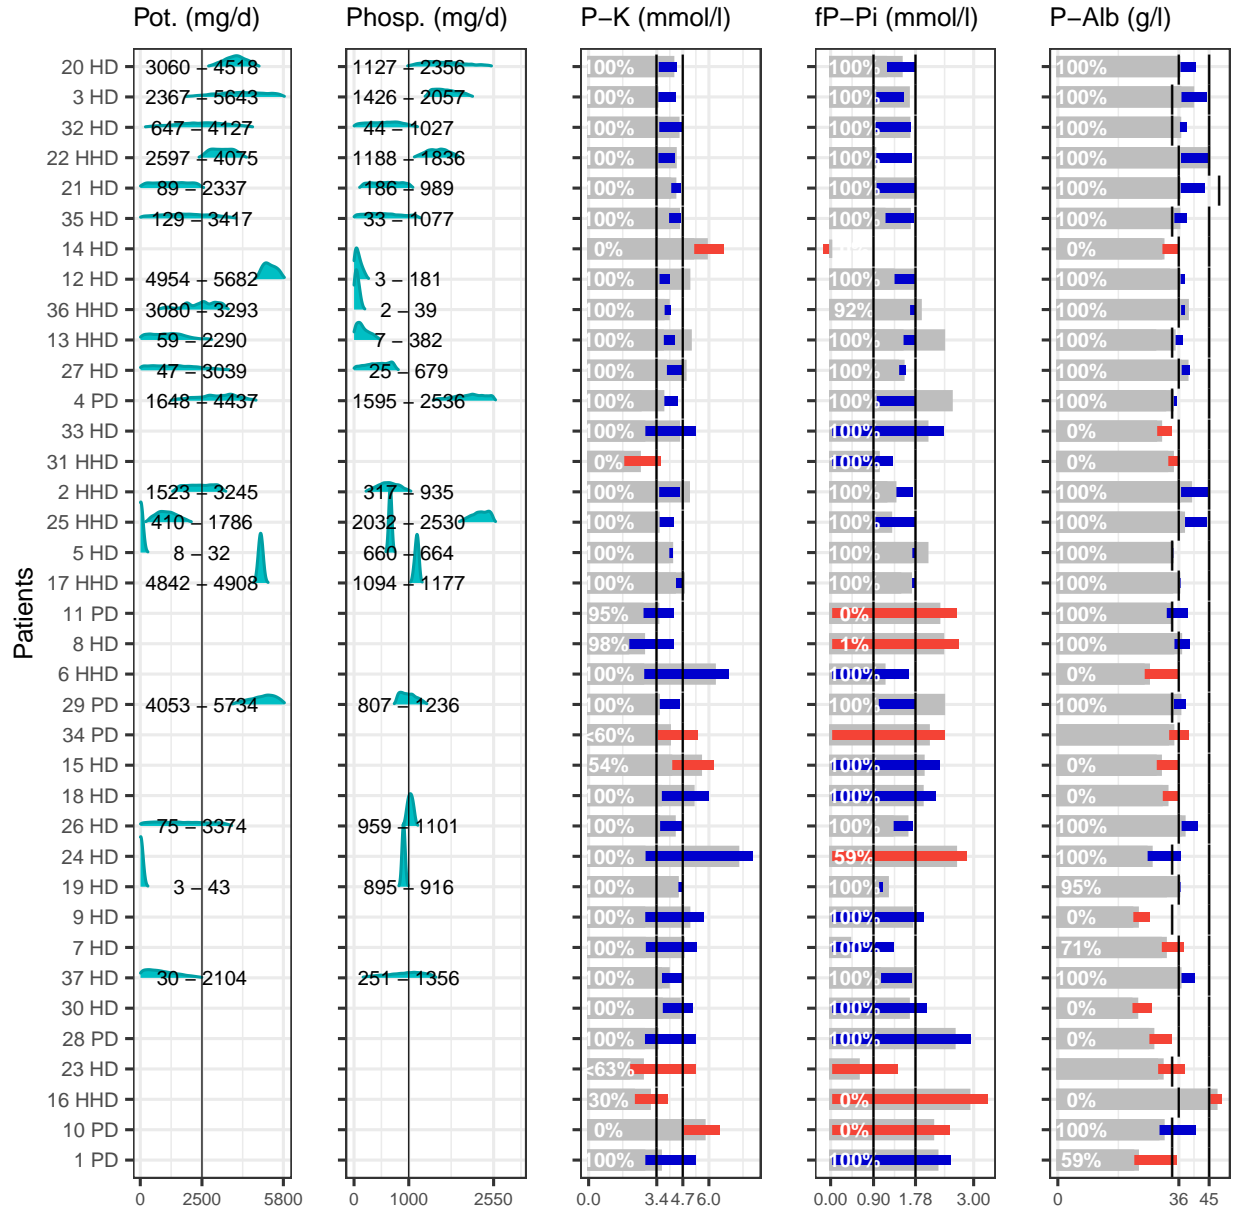 Pot. (mg/d) Phosp. (mg/d) P−K (mmol/l) fP−Pi (mmol/l) P−Alb (g/l)
Patients
20 HD 3060 − 4518 1127 − 2356 100% 100% 100%
3 HD 2367 − 5643 1426 − 2057 100% 100% 100%
32 HD 647 − 4127 44 − 1027 100% 100% 100%
22 HHD 2597 − 4075 1188 − 1836 100% 100% 100%
21 HD 89 − 2337 186 − 989 100% 100% 100%
35 HD 129 − 3417 33 − 1077 100% 100% 100%
14 HD 0% 0%
12 HD 4954 − 5682 3 − 181 100% 100% 100%
36 HHD 3080 − 3293 2 − 39 100% 92% 100%
13 HHD 59 − 2290 7 − 382 100% 100% 100%
27 HD 47 − 3039 25 − 679 100% 100% 100%
4 PD 1648 − 4437 1595 − 2536 100% 100% 100%
33 HD 100% 100% 0%
31 HHD 0% 100% 0%
2 HHD 1523 − 3245 317 − 935 100% 100% 100%
25 HHD 410 − 1786 2032 − 2530 100% 100% 100%
5 HD 8 − 32 660 − 664 100% 100% 100%
17 HHD 4842 − 4908 1094 − 1177 100% 100% 100%
11 PD 95% 0% 100%
8 HD 98% 1% 100%
6 HHD 100% 100% 0%
29 PD 4053 − 5734 807 − 1236 100% 100% 100%
34 PD <60%
15 HD 54% 100% 0%
18 HD 100% 100% 0%
26 HD 75 − 3374 959 − 1101 100% 100% 100%
24 HD 100% 59% 100%
19 HD 3 − 43 895 − 916 100% 100% 95%
9 HD 100% 100% 0%
7 HD 100% 100% 71%
37 HD 30 − 2104 251 − 1356 100% 100% 100%
30 HD 100% 100% 0%
28 PD 100% 100% 0%
23 HD <63%
16 HHD 30% 0% 0%
10 PD 0% 0% 100%
1 PD 100% 100% 59%
0 2500 5800 0 1000 2550 0.0 3.4 4.7 6.0 0.00 0.90 1.78 3.00 0 36 45